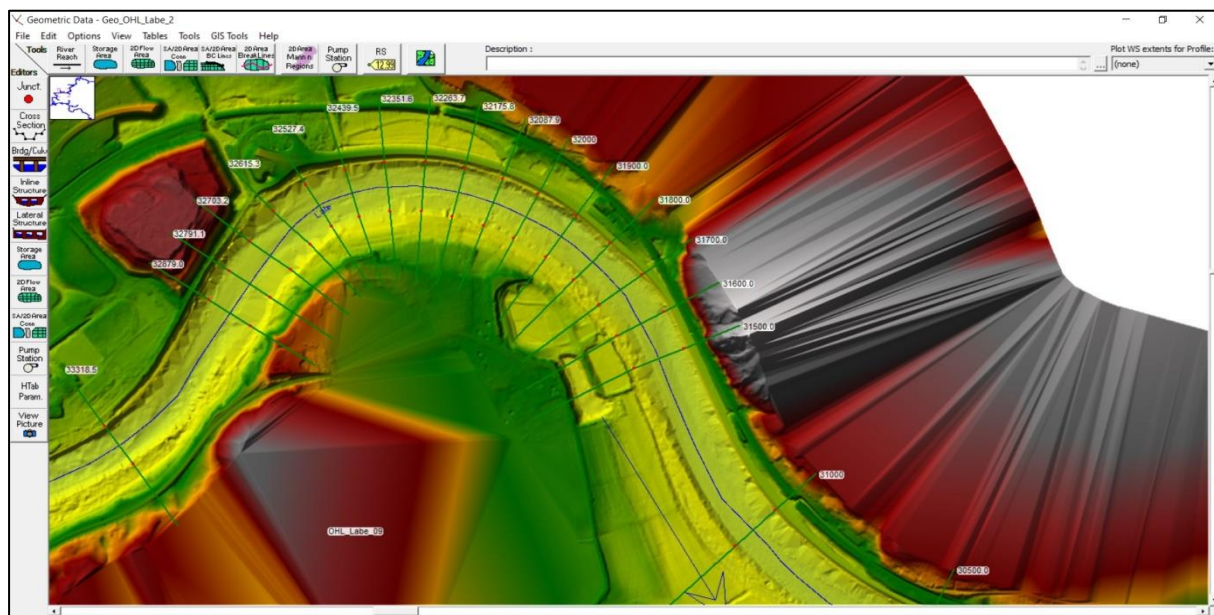 Geometric Data - Geo_OHL_Labe_2
File Edit Options View Tables Tools GIS Tools Help
Tools
River
Reach
Storage
Area
2D Flow
Area
SA/2D Area
Conn
SA/2D Area
BC Lines
2D Area
BreakLines
2D Area
Mann n
Regions
Pump
Station
RS
12.99
Description :
...
Plot WS extents for Profile:
(none)
Editors
Junct.
Cross
Section
Brdg/Culv
Inline
Structure
Lateral
Structure
Storage
Area
2D Flow
Area
SA/2D Area
Conn
Pump
Station
HTab
Param.
View
Picture
32439.5
32351.6
32263.7
32175.8
32087.9
32000
31900.0
31800.0
31700.0
31600.0
31500.0
31000
30500.0
32527.4
32615.3
32703.2
32791.1
32879.0
33318.5
Labe
OHL_Labe_09